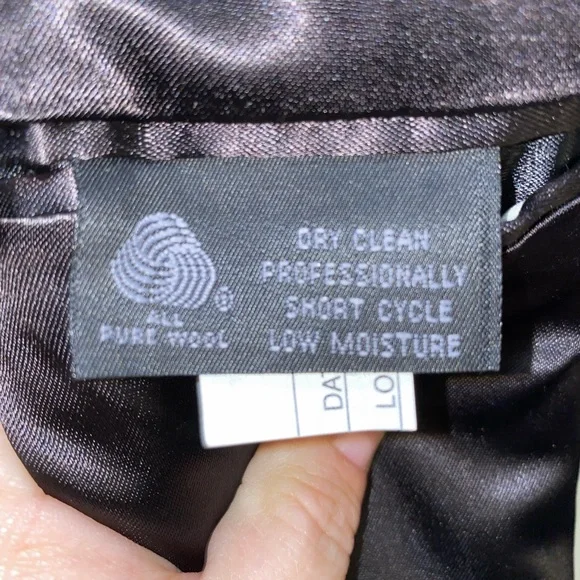 ALL
PURE WOOL
®
DRY CLEAN
PROFESSIONALLY
SHORT CYCLE
LOW MOISTURE